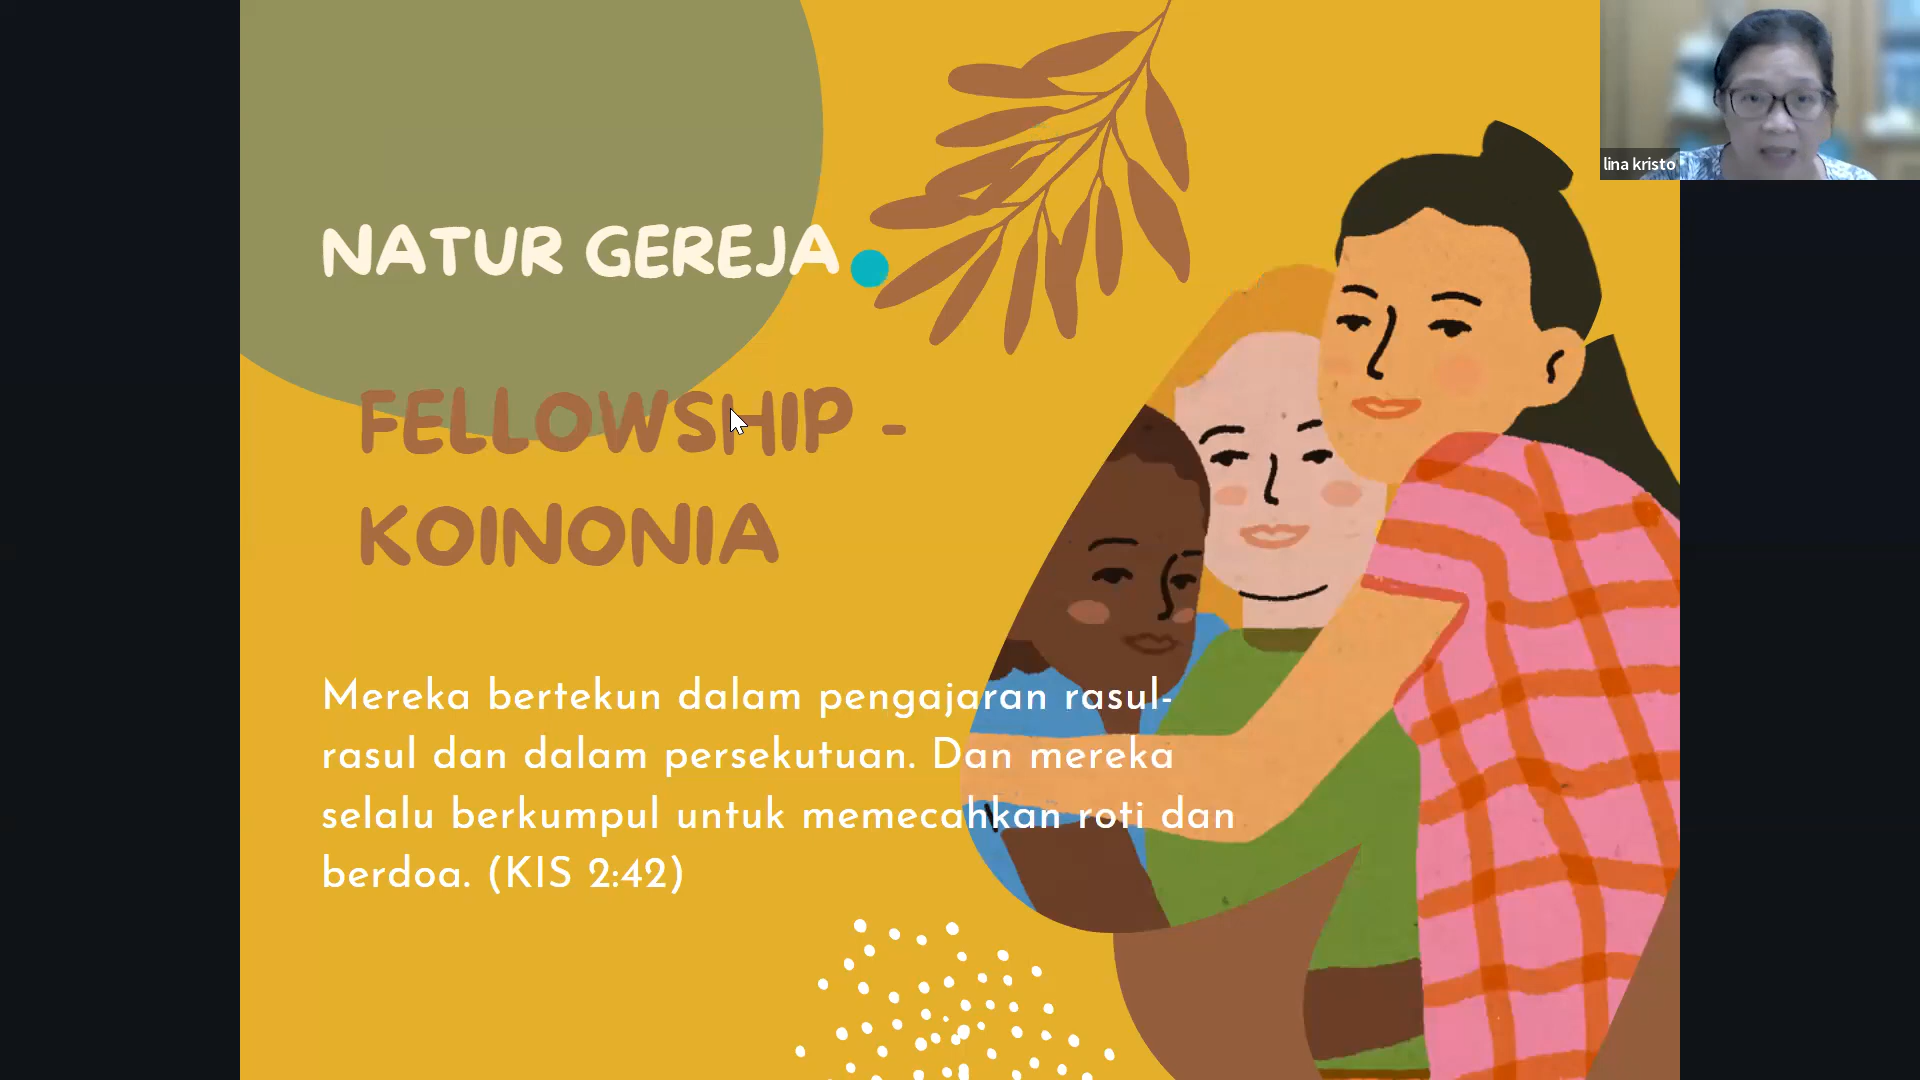 NATUR GEREJA
FELLOWSHIP -
KOINONIA
Mereka bertekun dalam pengajaran rasul-
rasul dan dalam persekutuan. Dan mereka
selalu berkumpul untuk memecahkan roti dan
berdoa. (KIS 2:42)
lina kristo